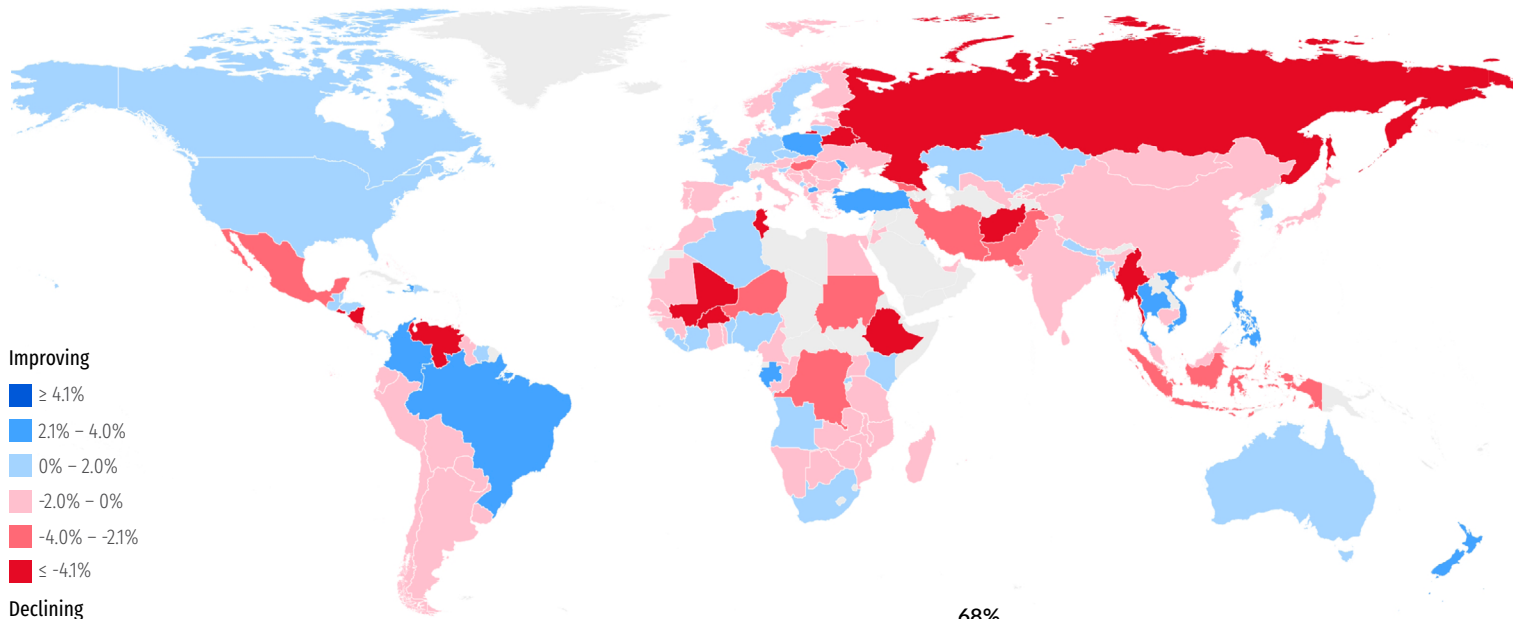 Improving
≥ 4.1%
2.1% – 4.0%
0% – 2.0%
-2.0% – 0%
-4.0% – -2.1%
≤ -4.1%
Declining
68%